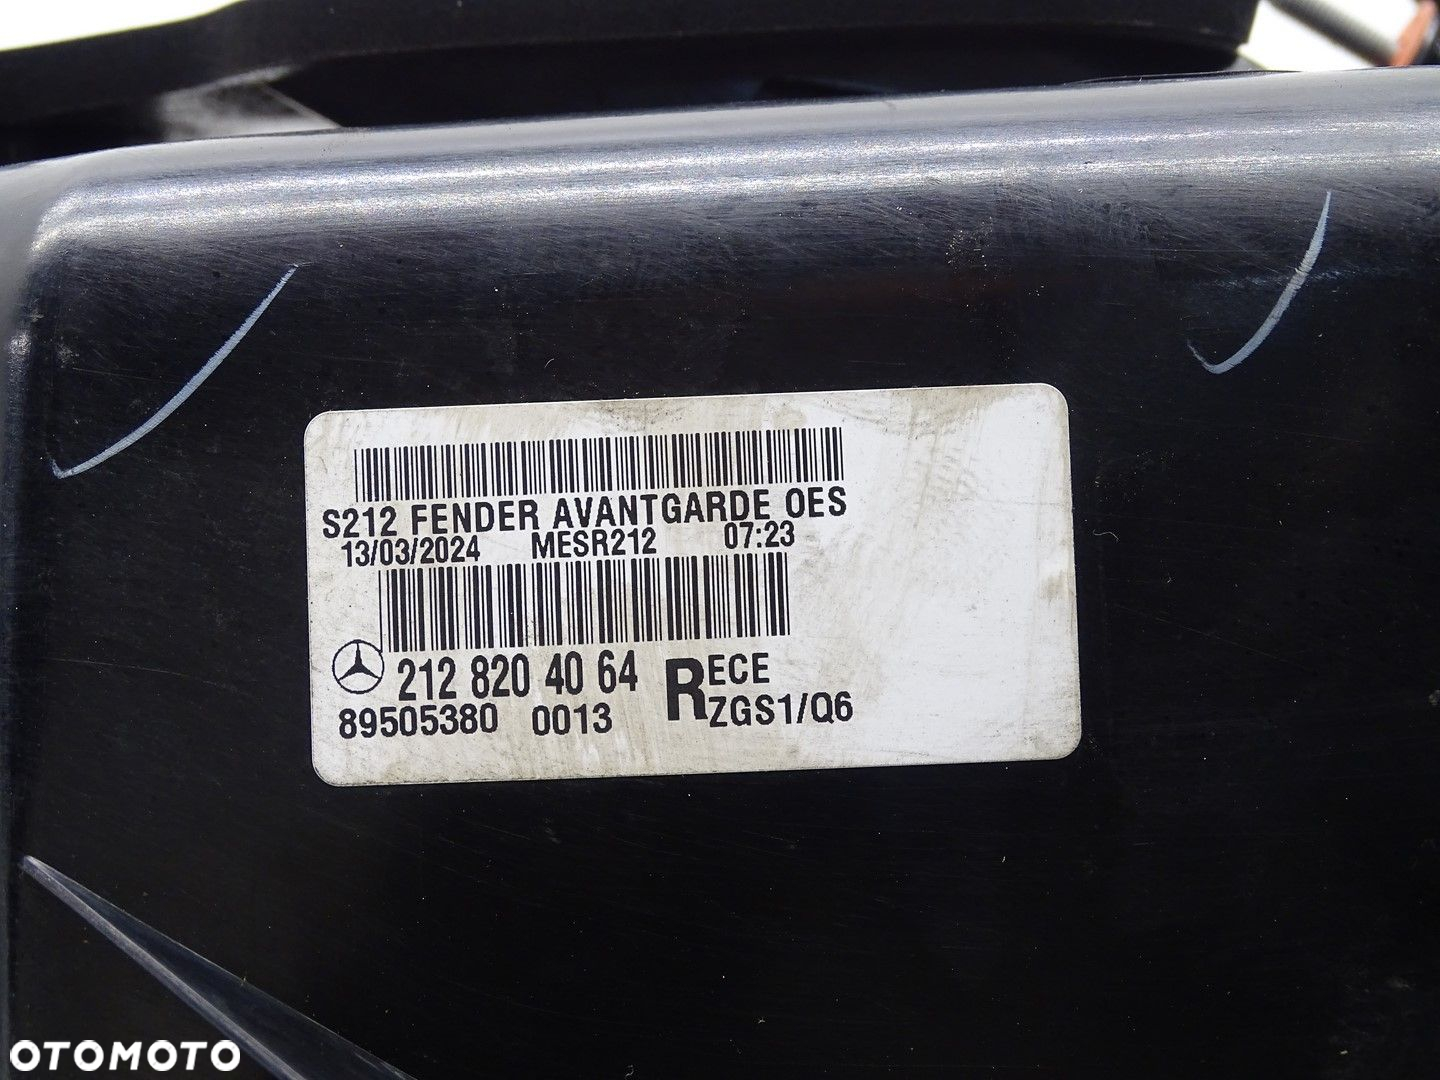 S212 FENDER AVANTGARDE OES
13/03/2024 MESR212 07:23
212 820 40 64 R ECE
89505380 0013 ZGS1/Q6
OTOMOTO